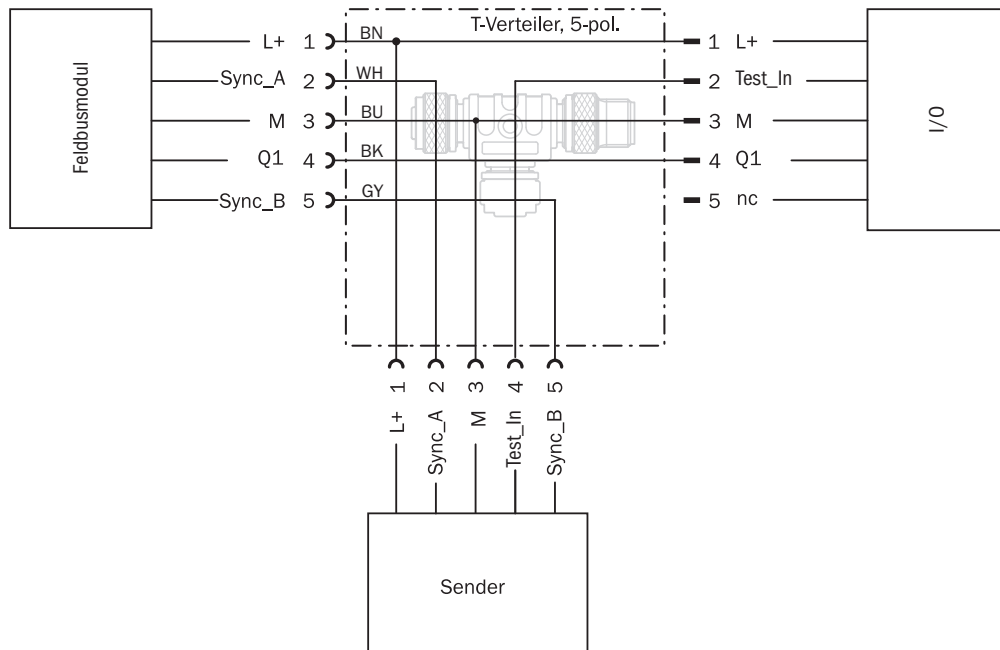 T-Verteiler, 5-pol.
Feldbusmodul
L+ 1 BN
Sync_A 2 WH
M 3 BU
Q1 4 BK
Sync_B 5 GY
1 L+
2 Test_In
3 M
4 Q1
5 nc
I/O
1 2 3 4 5
L+ Sync_A M Test_In Sync_B
Sender